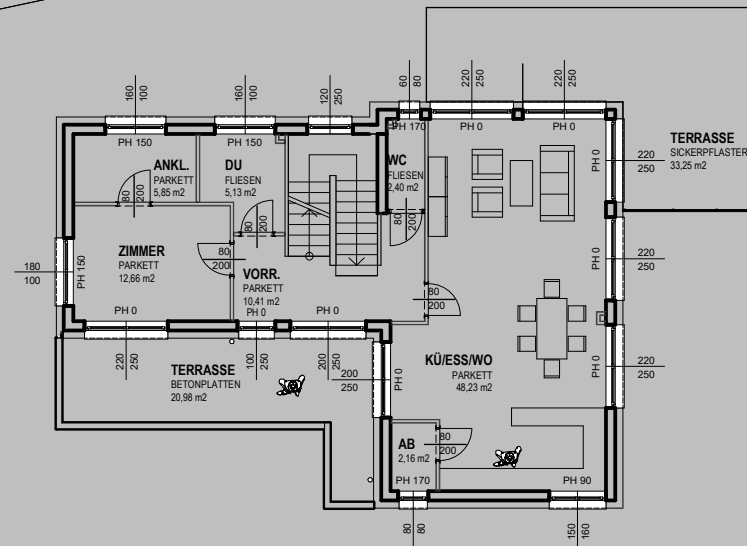 60
80
220
250
220
250
160
100
160
100
120
250
PH 150
PH 150
PH 170
PH 0
PH 0
TERRASSE
SICKERPFLASTER
33,25 m2
ANKL.
PARKETT
5,85 m2
DU
FLIESEN
5,13 m2
WC
FLIESEN
2,40 m2
PH 0
220
250
80
200
80
200
80
200
ZIMMER
PARKETT
12,66 m2
80
200
VORR.
PARKETT
10,41 m2
PH 0
180
100
PH 150
PH 0
PH 0
80
200
PH 0
220
250
220
250
100
250
200
250
TERRASSE
BETONPLATTEN
20,98 m2
200
250
PH 0
KÜ/ESS/WO
PARKETT
48,23 m2
PH 0
220
250
AB
2,16 m2
80
200
PH 170
PH 90
80
80
150
160